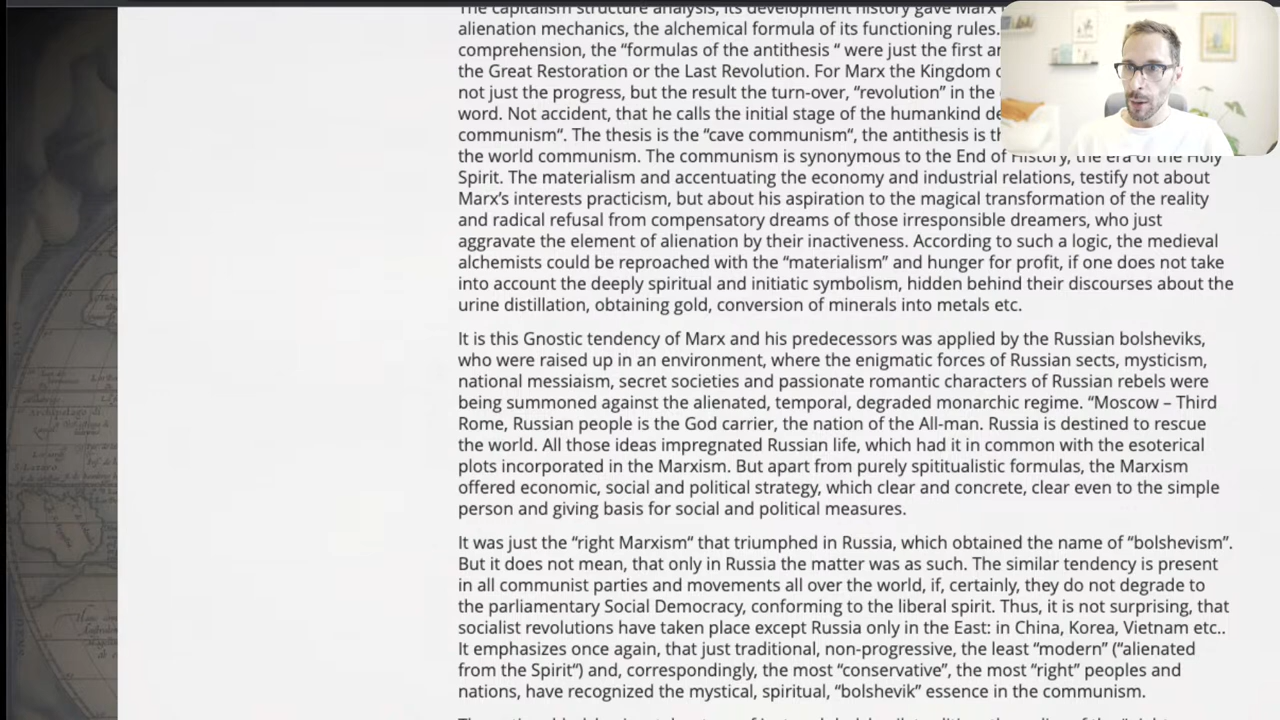 The capitalism structure analysis, its development history gave Marx
alienation mechanics, the alchemical formula of its functioning rules.
comprehension, the “formulas of the antithesis “ were just the first
the Great Restoration or the Last Revolution. For Marx the Kingdom
not just the progress, but the result the turn-over, “revolution” in the
word. Not accident, that he calls the initial stage of the humankind
communism“. The thesis is the “cave communism“, the antithesis is
the world communism. The communism is synonymous to the End of History, the era of the Holy
Spirit. The materialism and accentuating the economy and industrial relations, testify not about
Marx’s interests practicism, but about his aspiration to the magical transformation of the reality
and radical refusal from compensatory dreams of those irresponsible dreamers, who just
aggravate the element of alienation by their inactiveness. According to such a logic, the medieval
alchemists could be reproached with the “materialism” and hunger for profit, if one does not take
into account the deeply spiritual and initiatic symbolism, hidden behind their discourses about the
urine distillation, obtaining gold, conversion of minerals into metals etc.
It is this Gnostic tendency of Marx and his predecessors was applied by the Russian bolsheviks,
who were raised up in an environment, where the enigmatic forces of Russian sects, mysticism,
national messiaism, secret societies and passionate romantic characters of Russian rebels were
being summoned against the alienated, temporal, degraded monarchic regime. “Moscow – Third
Rome, Russian people is the God carrier, the nation of the All-man. Russia is destined to rescue
the world. All those ideas impregnated Russian life, which had it in common with the esoterical
plots incorporated in the Marxism. But apart from purely spititualistic formulas, the Marxism
offered economic, social and political strategy, which clear and concrete, clear even to the simple
person and giving basis for social and political measures.
It was just the “right Marxism“ that triumphed in Russia, which obtained the name of “bolshevism”.
But it does not mean, that only in Russia the matter was as such. The similar tendency is present
in all communist parties and movements all over the world, if, certainly, they do not degrade to
the parliamentary Social Democracy, conforming to the liberal spirit. Thus, it is not surprising, that
socialist revolutions have taken place except Russia only in the East: in China, Korea, Vietnam etc..
It emphasizes once again, that just traditional, non-progressive, the least “modern” (“alienated
from the Spirit“) and, correspondingly, the most “conservative”, the most “right” peoples and
nations, have recognized the mystical, spiritual, “bolshevik” essence in the communism.